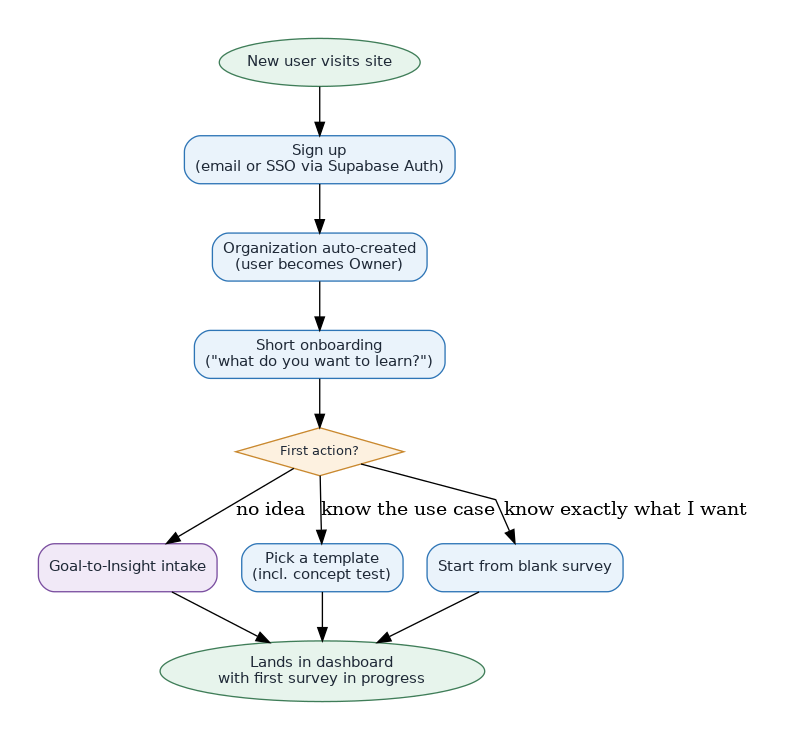 New user visits site
Sign up
(email or SSO via Supabase Auth)
Organization auto-created
(user becomes Owner)
Short onboarding
("what do you want to learn?")
First action?
no idea
know the use case
know exactly what I want
Goal-to-Insight intake
Pick a template
(incl. concept test)
Start from blank survey
Lands in dashboard
with first survey in progress